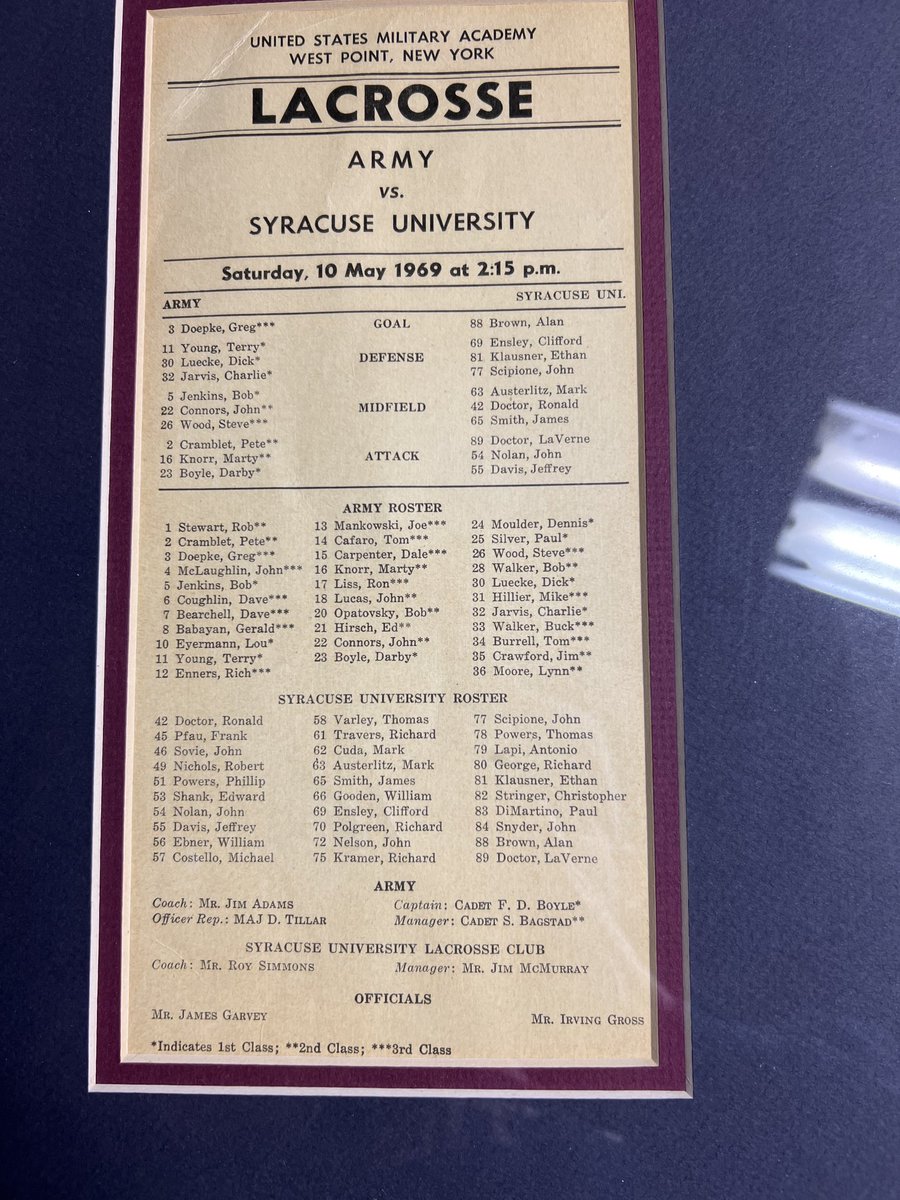 UNITED STATES MILITARY ACADEMY
WEST POINT, NEW YORK
LACROSSE
ARMY
vs.
SYRACUSE UNIVERSITY
Saturday, 10 May 1969 at 2:15 p.m.
ARMY SYRACUSE UNI.
3 Doepke, Greg*** GOAL 88 Brown, Alan
11 Young, Terry* 69 Ensley, Clifford
30 Luecke, Dick* DEFENSE 81 Klausner, Ethan
32 Jarvis, Charlie* 77 Scipione, John
5 Jenkins, Bob* 63 Austerlitz, Mark
22 Connors, John** MIDFIELD 42 Doctor, Ronald
26 Wood, Steve*** 65 Smith, James
2 Cramblet, Pete** 89 Doctor, LaVerne
16 Knorr, Marty** ATTACK 54 Nolan, John
23 Boyle, Darby* 55 Davis, Jeffrey
ARMY ROSTER
1 Stewart, Rob** 13 Mankowski, Joe*** 24 Moulder, Dennis*
2 Cramblet, Pete** 14 Cafaro, Tom*** 25 Silver, Paul*
3 Doepke, Greg*** 15 Carpenter, Dale*** 26 Wood, Steve***
4 McLaughlin, John*** 16 Knorr, Marty** 28 Walker, Bob**
5 Jenkins, Bob* 17 Liss, Ron*** 30 Luecke, Dick*
6 Coughlin, Dave*** 18 Lucas, John** 31 Hillier, Mike***
7 Bearchell, Dave*** 20 Opatovsky, Bob** 32 Jarvis, Charlie*
8 Babayan, Gerald*** 21 Hirsch, Ed** 33 Walker, Buck***
10 Eyermann, Lou* 22 Connors, John** 34 Burrell, Tom***
11 Young, Terry* 23 Boyle, Darby* 35 Crawford, Jim**
12 Enners, Rich*** 36 Moore, Lynn**
SYRACUSE UNIVERSITY ROSTER
42 Doctor, Ronald 58 Varley, Thomas 77 Scipione, John
45 Pfau, Frank 61 Travers, Richard 78 Powers, Thomas
46 Sovie, John 62 Cuda, Mark 79 Lapi, Antonio
49 Nichols, Robert 63 Austerlitz, Mark 80 George, Richard
51 Powers, Phillip 65 Smith, James 81 Klausner, Ethan
53 Shank, Edward 66 Gooden, William 82 Stringer, Christopher
54 Nolan, John 69 Ensley, Clifford 83 DiMartino, Paul
55 Davis, Jeffrey 70 Polgreen, Richard 84 Snyder, John
56 Ebner, William 72 Nelson, John 88 Brown, Alan
57 Costello, Michael 75 Kramer, Richard 89 Doctor, LaVerne
ARMY
Coach: MR. JIM ADAMS Captain: CADET F. D. BOYLE*
Officer Rep.: MAJ D. TILLAR Manager: CADET S. BAGSTAD**
SYRACUSE UNIVERSITY LACROSSE CLUB
Coach: MR. ROY SIMMONS Manager: MR. JIM MCMURRAY
OFFICIALS
MR. JAMES GARVEY MR. IRVING GROSS
*Indicates 1st Class; **2nd Class; ***3rd Class